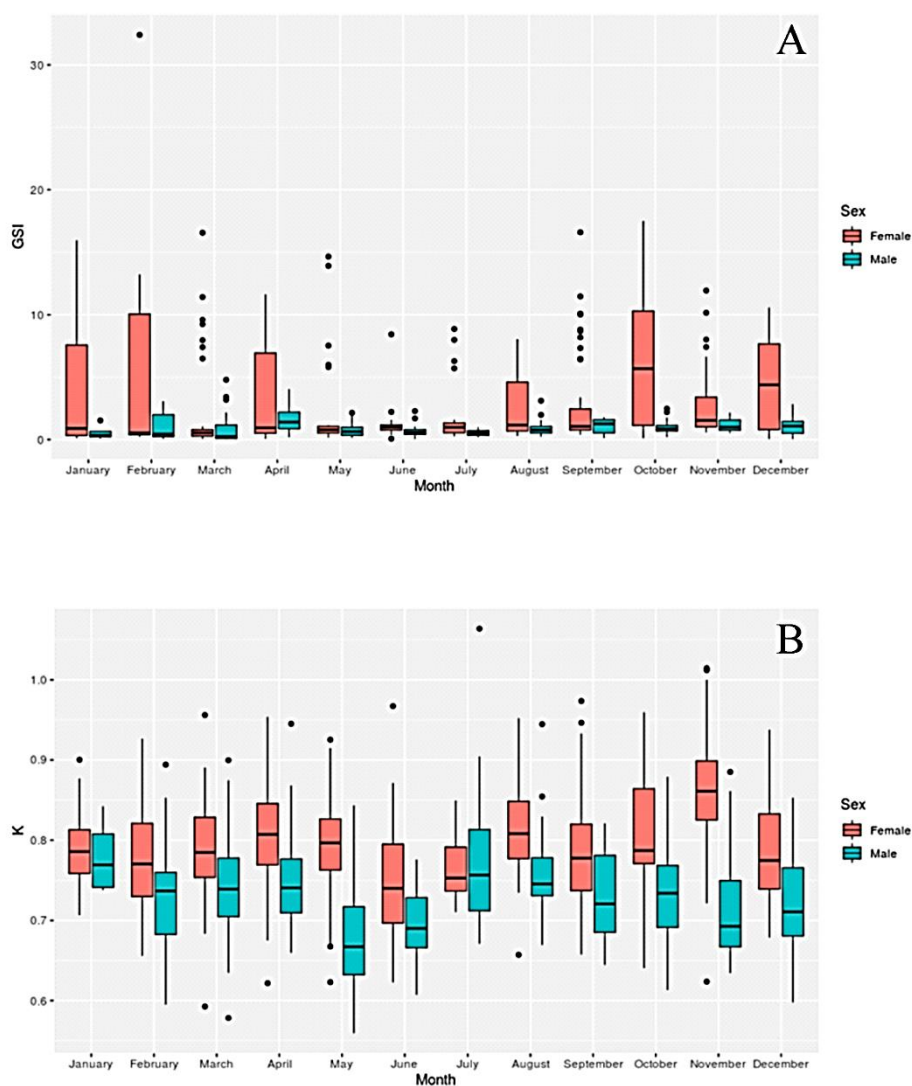 A
30
20
10
0
GSI
January February March April May June July August September October November December
Month
Sex
Female
Male
B
1.0
0.9
0.8
0.7
0.6
K
January February March April May June July August September October November December
Month
Sex
Female
Male